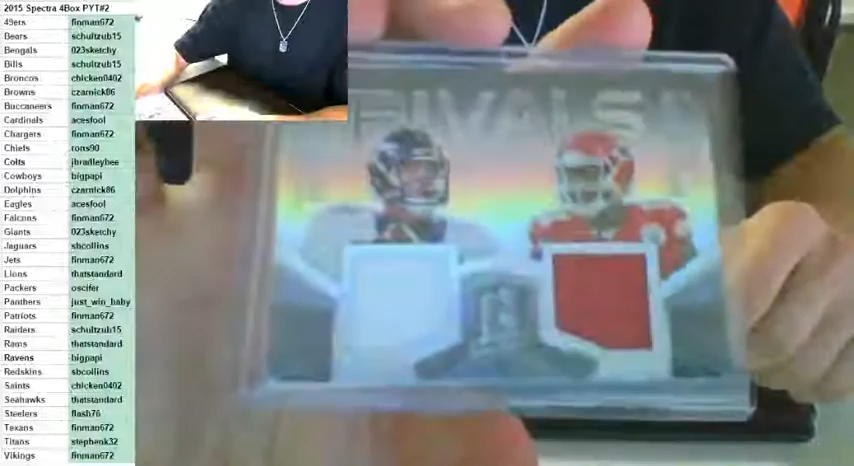 2015 Spectra 4Box PYT#2
49ers finman672
Bears schultzub15
Bengals 023sketchy
Bills schultzub15
Broncos chicken0402
Browns czarnick86
Buccaneers finman672
Cardinals acesfool
Chargers finman672
Chiefs rons90
Colts jbradleybee
Cowboys bigpapi
Dolphins czarnick86
Eagles acesfool
Falcons finman672
Giants 023sketchy
Jaguars sbcollins
Jets finman672
Lions thatstandard
Packers oscifer
Panthers just_win_baby
Patriots finman672
Raiders schultzub15
Rams thatstandard
Ravens bigpapi
Redskins sbcollins
Saints chicken0402
Seahawks thatstandard
Steelers flash76
Texans finman672
Titans stephenk32
Vikings finman672
RIVALS